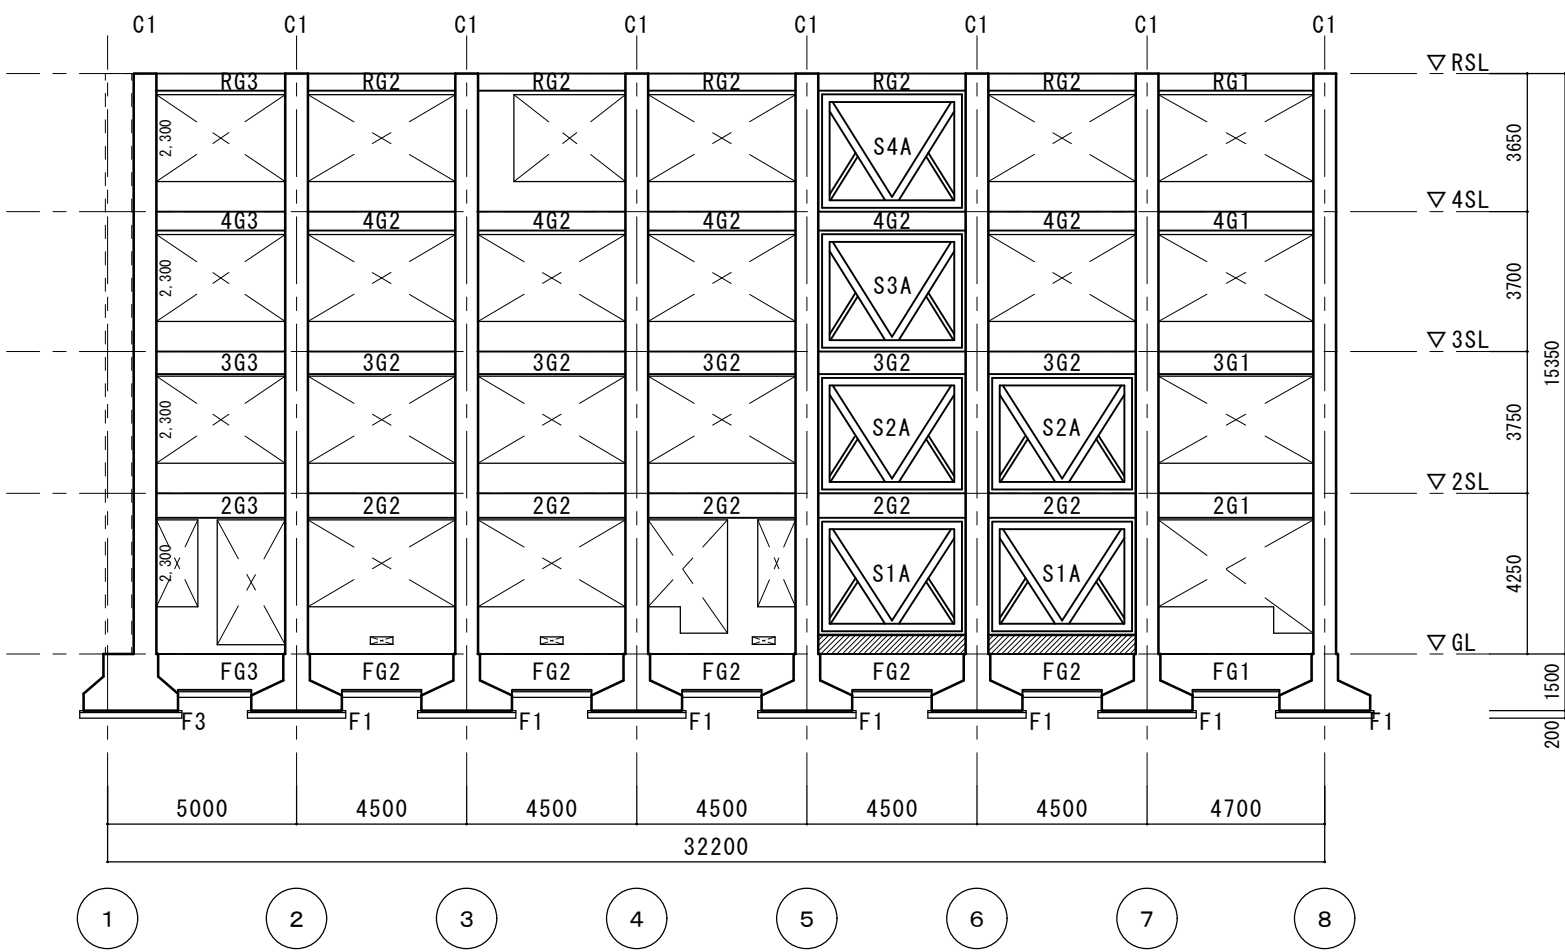 C1 C1 C1 C1 C1 C1 C1 C1
▽RSL
RG3 RG2 RG2 RG2 RG2 RG2 RG1
2,300
S4A
3650
▽4SL
4G3 4G2 4G2 4G2 4G2 4G2 4G1
2,300
S3A
3700
▽3SL
3G3 3G2 3G2 3G2 3G2 3G2 3G1
15350
2,300
S2A S2A
3750
▽2SL
2G3 2G2 2G2 2G2 2G2 2G2 2G1
2,300
S1A S1A
4250
▽GL
FG3 FG2 FG2 FG2 FG2 FG2 FG1
1500
F3 F1 F1 F1 F1 F1 F1 F1
200
5000 4500 4500 4500 4500 4500 4700
32200
1 2 3 4 5 6 7 8